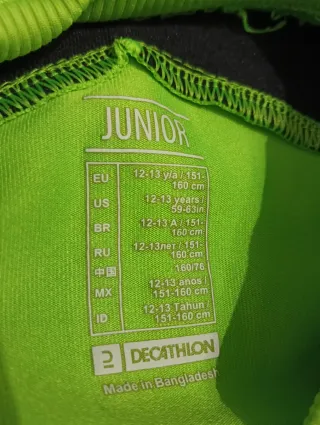 JUNIOR
EU 12-13 y/a / 151-
160 cm
US 12-13 years /
59-63in
BR 12-13 A / 151-
160 cm
RU 12-13лет / 151-
160 cm
中国 160/76
MX 12-13 anos /
151-160 cm
ID 12-13 Tahun /
151-160 cm
DECATHLON
Made in Bangladesh